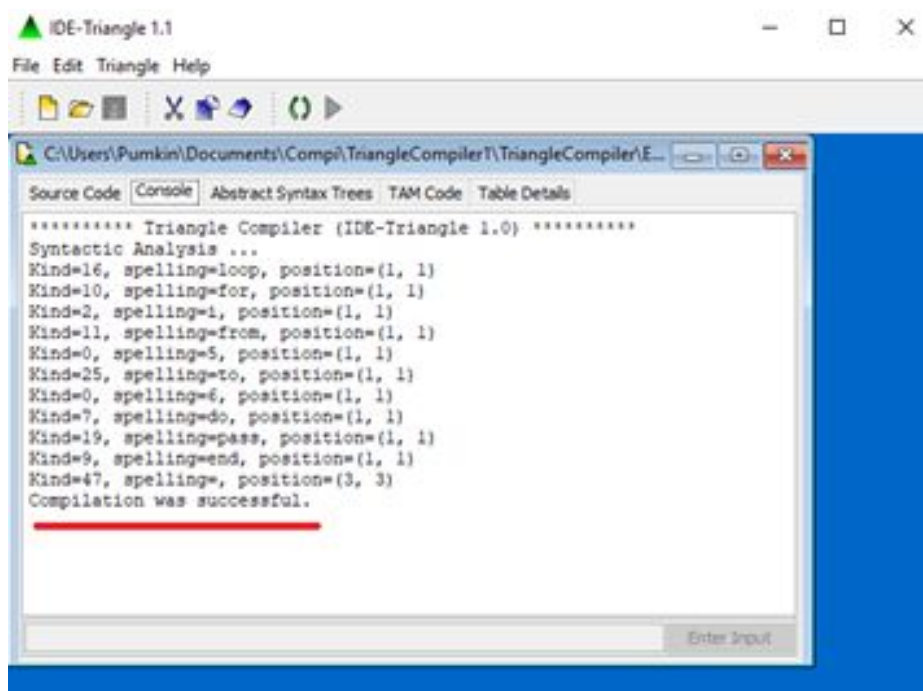 IDE-Triangle 1.1
File Edit Triangle Help
C:\Users\Pumkin\Documents\Compi\TriangleCompiler1\TriangleCompiler\E...
Source Code Console Abstract Syntax Trees TAM Code Table Details
********** Triangle Compiler (IDE-Triangle 1.0) **********
Syntactic Analysis ...
Kind=16, spelling=loop, position=(1, 1)
Kind=10, spelling=for, position=(1, 1)
Kind=2, spelling=i, position=(1, 1)
Kind=11, spelling=from, position=(1, 1)
Kind=0, spelling=5, position=(1, 1)
Kind=25, spelling=to, position=(1, 1)
Kind=0, spelling=6, position=(1, 1)
Kind=7, spelling=do, position=(1, 1)
Kind=19, spelling=pass, position=(1, 1)
Kind=9, spelling=end, position=(1, 1)
Kind=47, spelling=, position=(3, 3)
Compilation was successful.
Enter Input